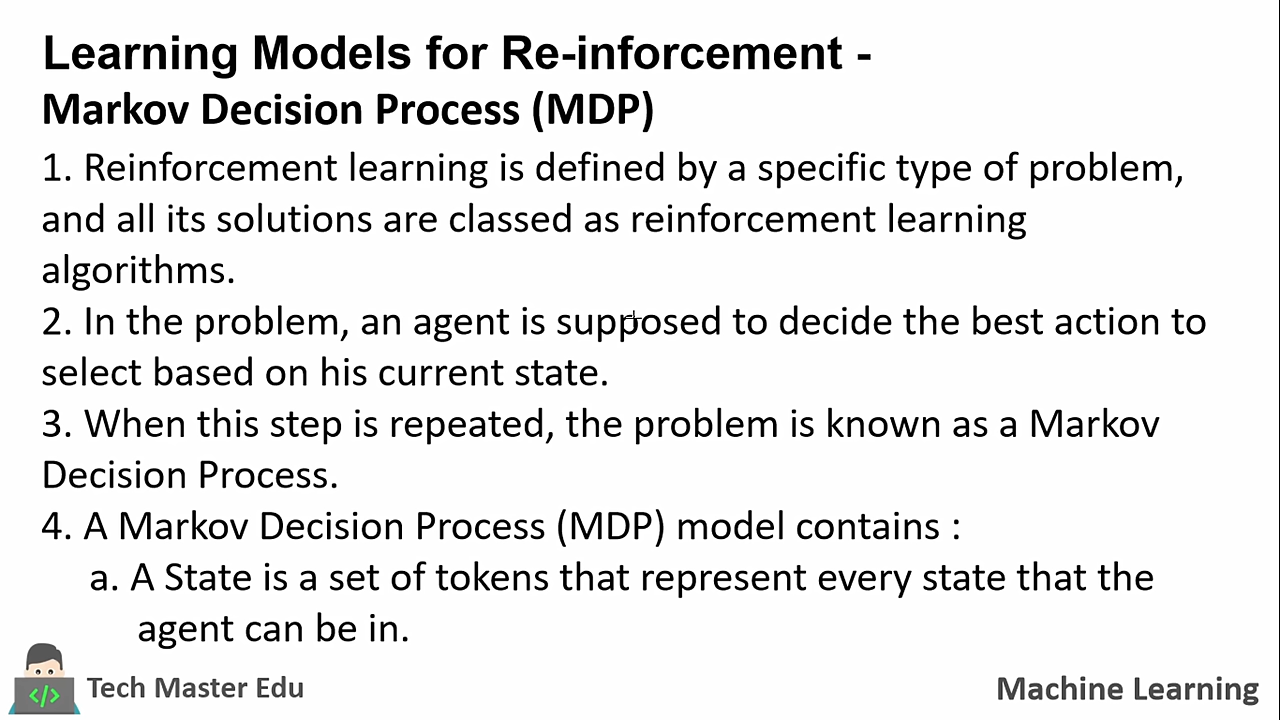 Learning Models for Re-inforcement -
Markov Decision Process (MDP)
1. Reinforcement learning is defined by a specific type of problem,
and all its solutions are classed as reinforcement learning
algorithms.
2. In the problem, an agent is supposed to decide the best action to
select based on his current state.
3. When this step is repeated, the problem is known as a Markov
Decision Process.
4. A Markov Decision Process (MDP) model contains :
a. A State is a set of tokens that represent every state that the
agent can be in.
</>
Tech Master Edu
Machine Learning